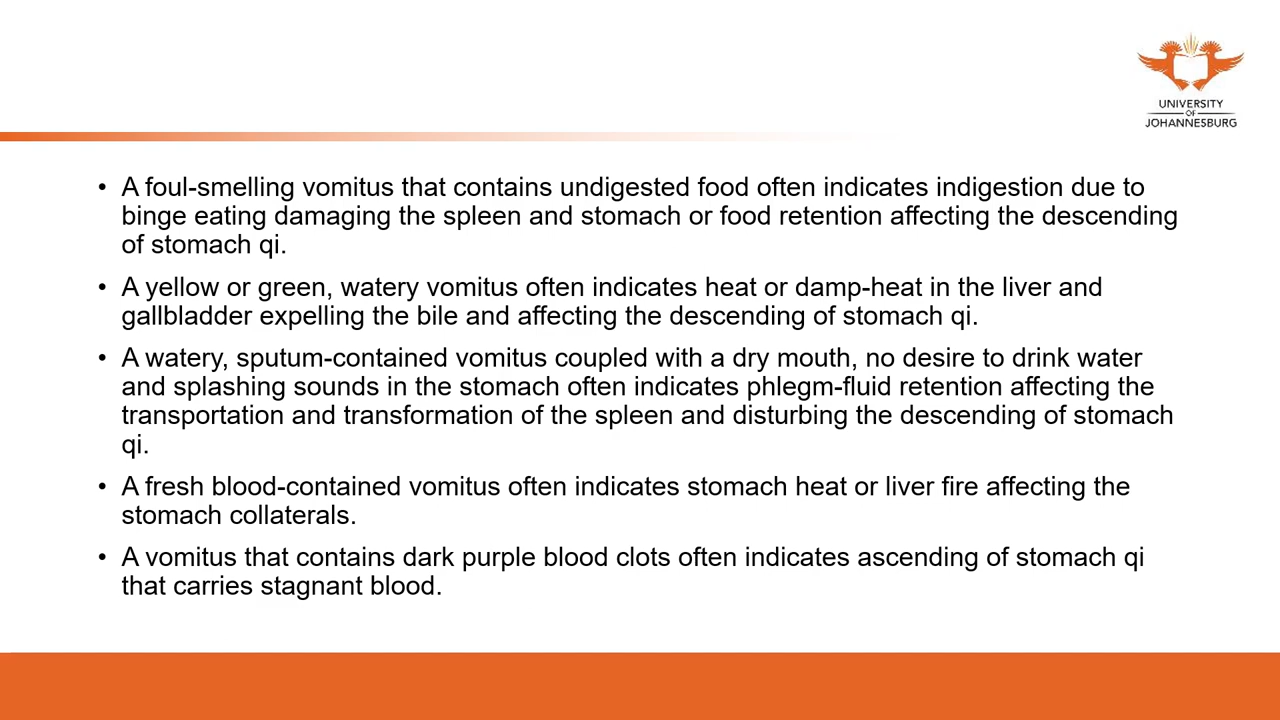 UNIVERSITY
OF
JOHANNESBURG
• A foul-smelling vomitus that contains undigested food often indicates indigestion due to
binge eating damaging the spleen and stomach or food retention affecting the descending
of stomach qi.
• A yellow or green, watery vomitus often indicates heat or damp-heat in the liver and
gallbladder expelling the bile and affecting the descending of stomach qi.
• A watery, sputum-contained vomitus coupled with a dry mouth, no desire to drink water
and splashing sounds in the stomach often indicates phlegm-fluid retention affecting the
transportation and transformation of the spleen and disturbing the descending of stomach
qi.
• A fresh blood-contained vomitus often indicates stomach heat or liver fire affecting the
stomach collaterals.
• A vomitus that contains dark purple blood clots often indicates ascending of stomach qi
that carries stagnant blood.